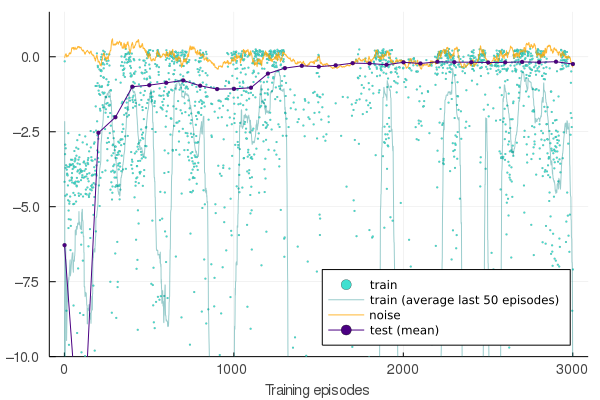 0.0
−2.5
−5.0
−7.5
−10.0
train
train (average last 50 episodes)
noise
test (mean)
0
1000
2000
3000
Training episodes